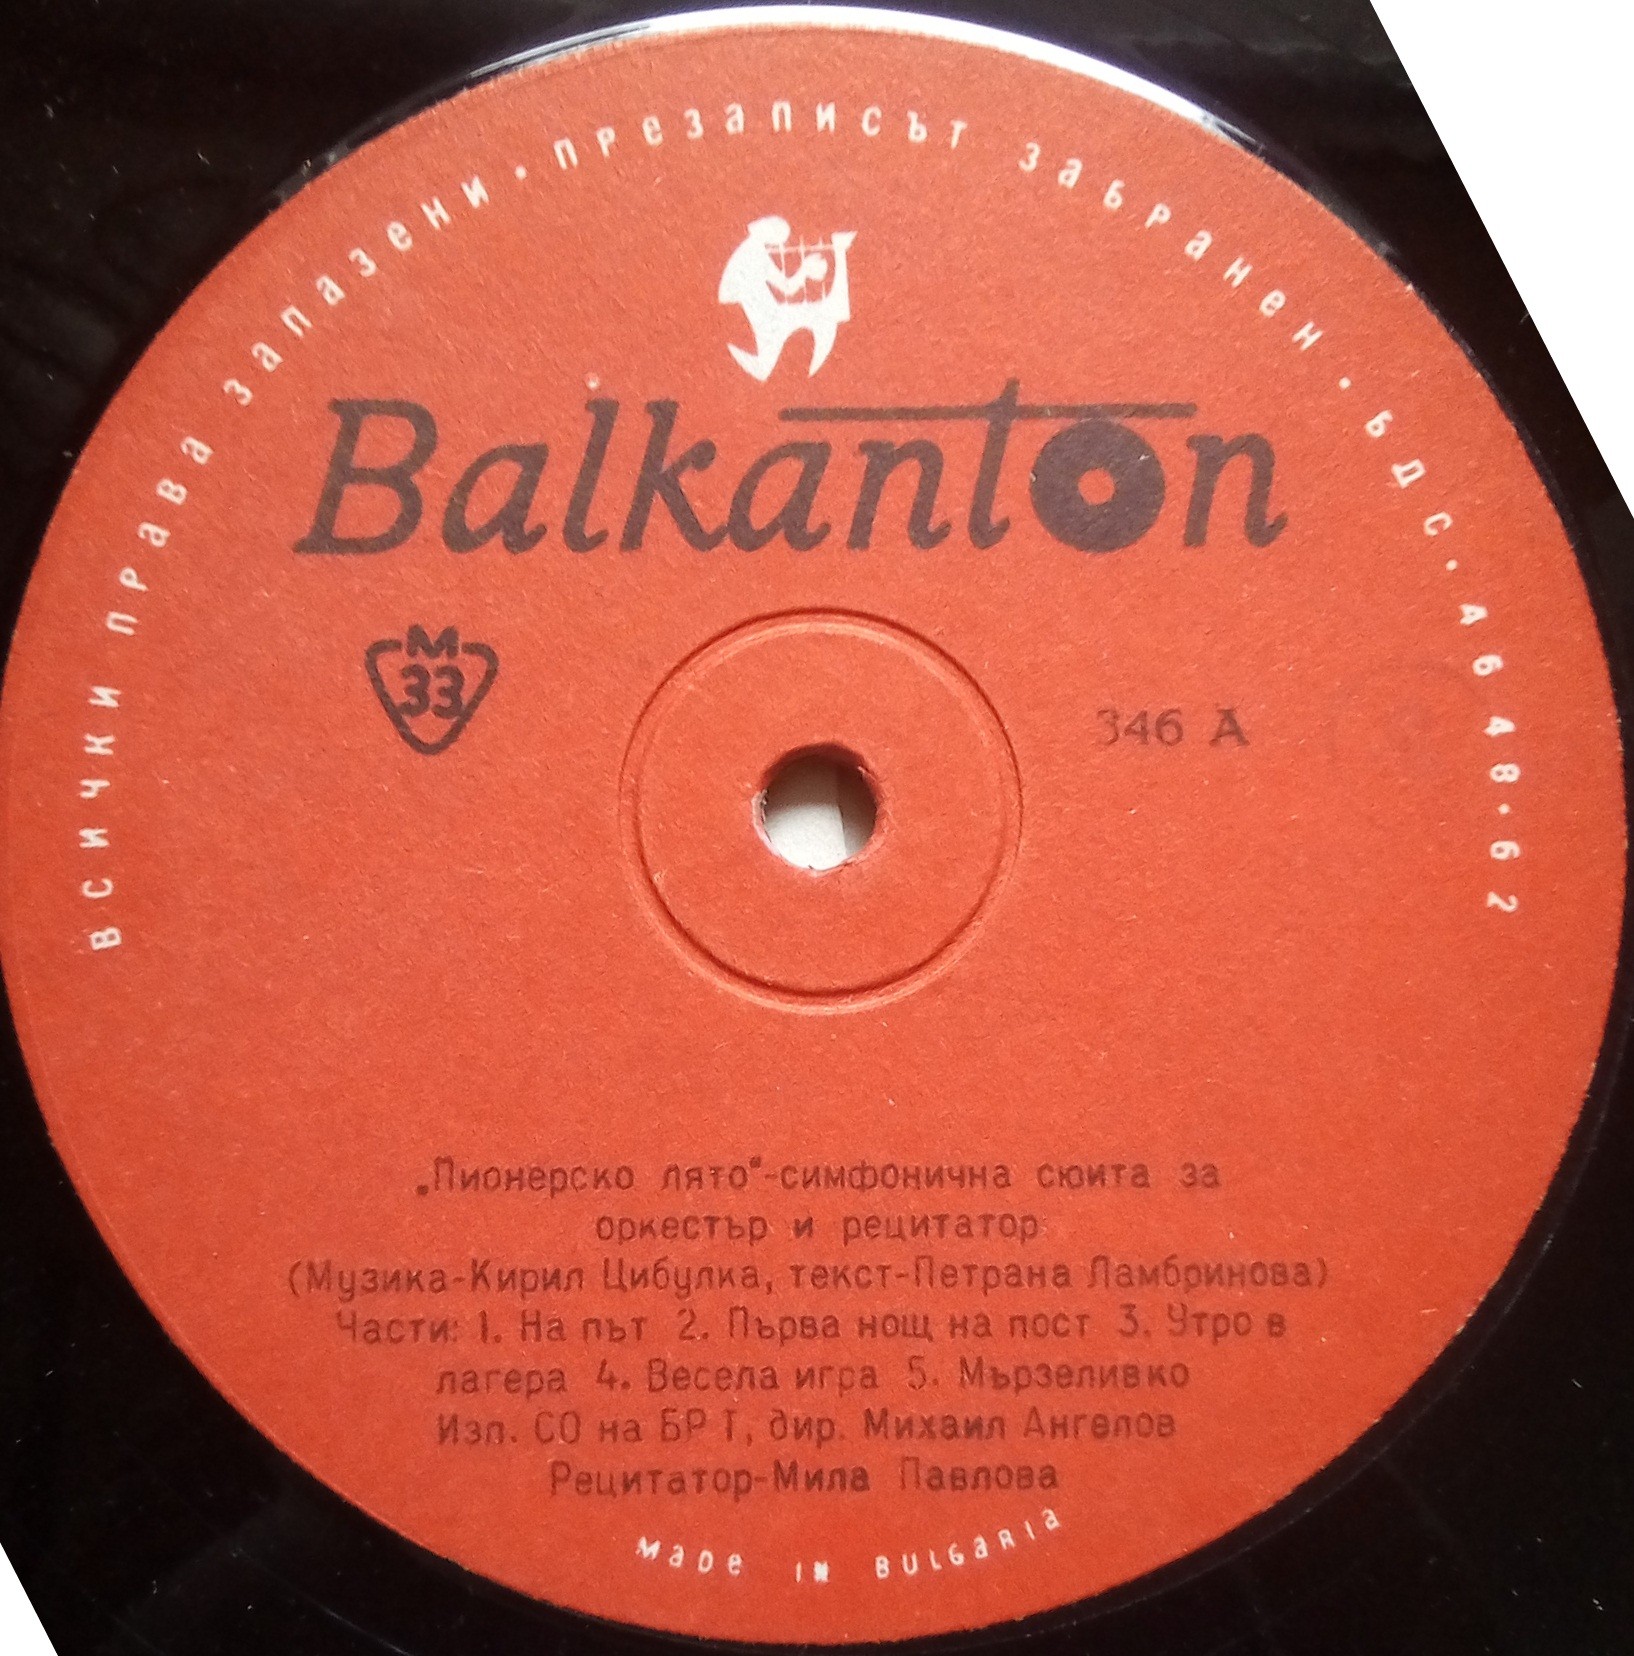 ВСИЧКИ ПРАВА ЗАПАЗЕНИ · ПРЕЗАПИСЪТ ЗАБРАНЕН · БДС · 4648 · 62
Balkanton
М
33
346 А
„Пионерско лято“-симфонична сюита за
оркестър и рецитатор
(Музика-Кирил Цибулка, текст-Петрана Ламбринова)
Части: 1. На път 2. Първа нощ на пост 3. Утро в
лагера 4. Весела игра 5. Мързеливко
Изп. СО на БРТ, дир. Михаил Ангелов
Рецитатор-Мила Павлова
MADE IN BULGARIA